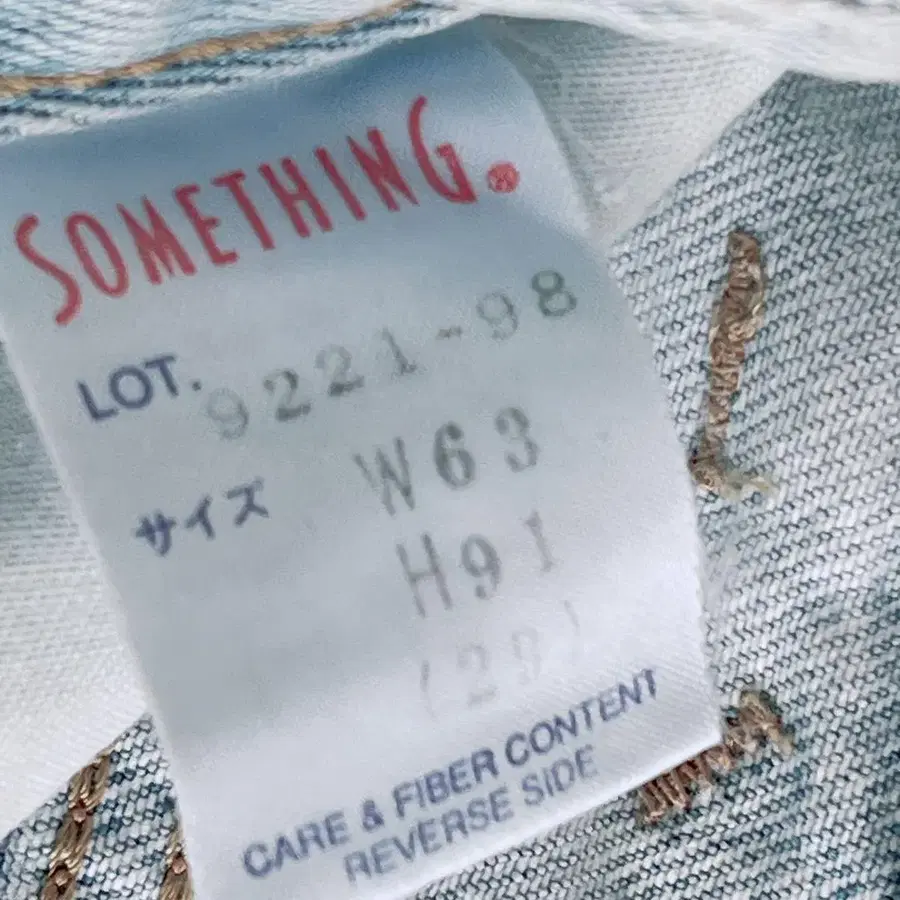 SOMETHING®
LOT. 9221-98
サイズ W63
H91
CARE & FIBER CONTENT
REVERSE SIDE